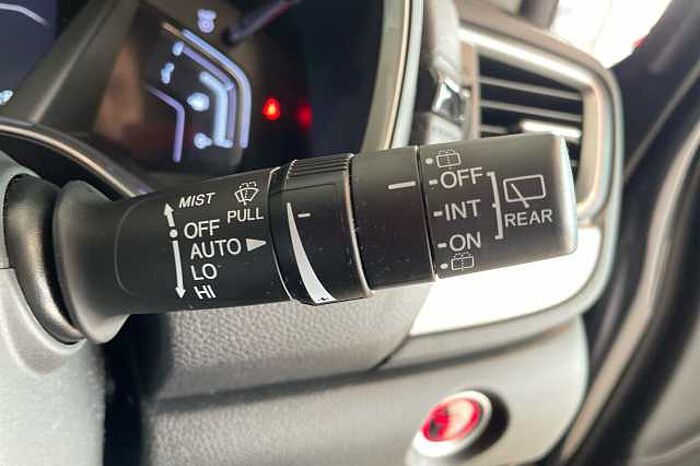 MIST
PULL
OFF
AUTO
LO
HI
OFF
INT
ON
REAR